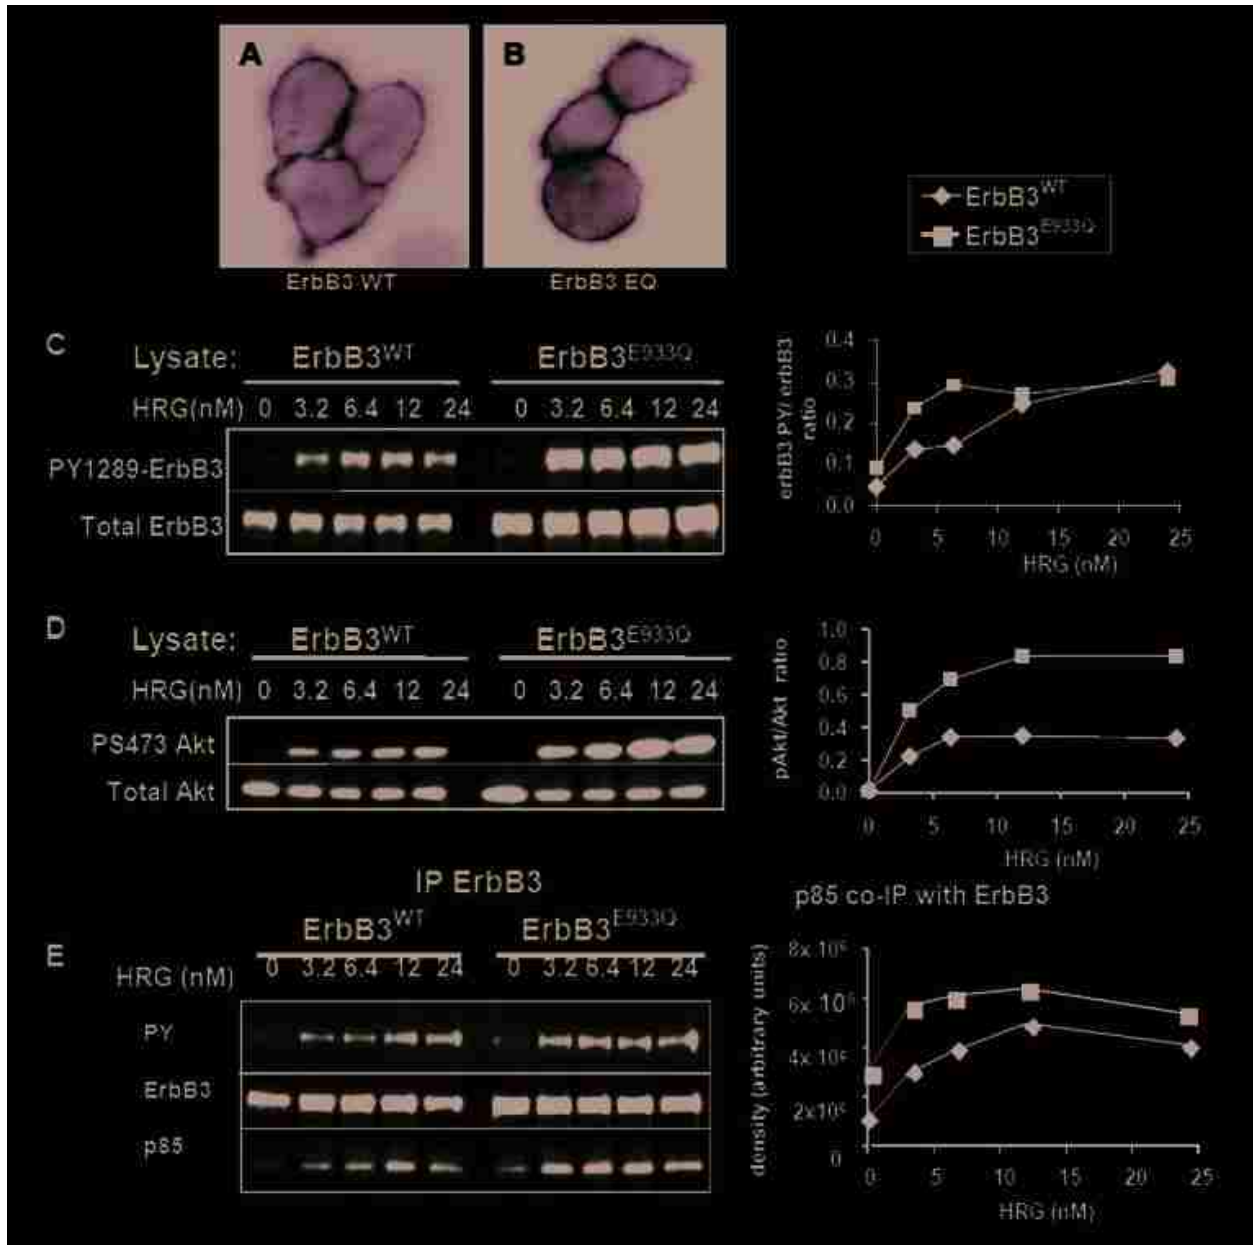 A
B
ErbB3 WT
ErbB3 EQ
ErbB3WT
ErbB3E933Q
C
Lysate:
ErbB3WT
ErbB3E933Q
HRG(nM) 0 3.2 6.4 12 24 0 3.2 6.4 12 24
PY1289-ErbB3
Total ErbB3
erbB3 PY/ erbB3
ratio
0.4
0.3
0.2
0.1
0.0
0 5 10 15 20 25
HRG (nM)
D
Lysate:
ErbB3WT
ErbB3E933Q
HRG(nM) 0 3.2 6.4 12 24 0 3.2 6.4 12 24
PS473 Akt
Total Akt
pAkt/Akt ratio
1.0
0.8
0.6
0.4
0.2
0.0
0 5 10 15 20 25
HRG (nM)
IP ErbB3
ErbB3WT
ErbB3E933Q
E
HRG (nM) 0 3.2 6.4 12 24 0 3.2 6.4 12 24
PY
ErbB3
p85
p85 co-IP with ErbB3
density (arbitrary units)
8x 10
6x 10
4x 10
2x10
0
0 5 10 15 20 25
HRG (nM)